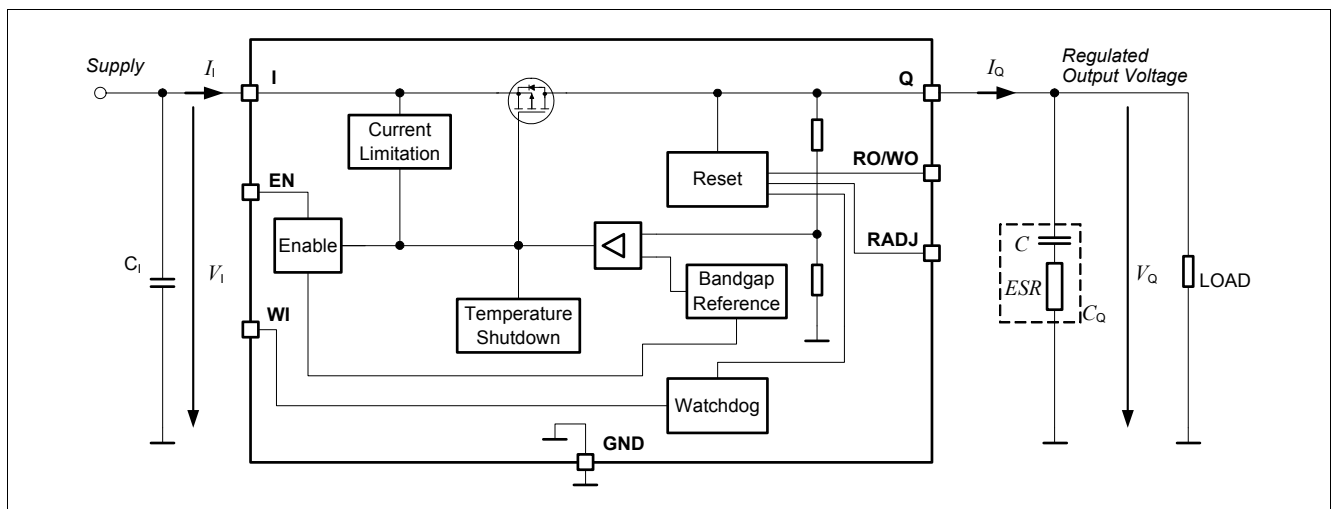 Supply
I_I
I
Q
I_Q
Regulated
Output Voltage
Current
Limitation
Reset
RO/WO
EN
Enable
RADJ
C_I
V_I
Bandgap
Reference
C
ESR
C_Q
V_Q
LOAD
WI
Temperature
Shutdown
Watchdog
GND